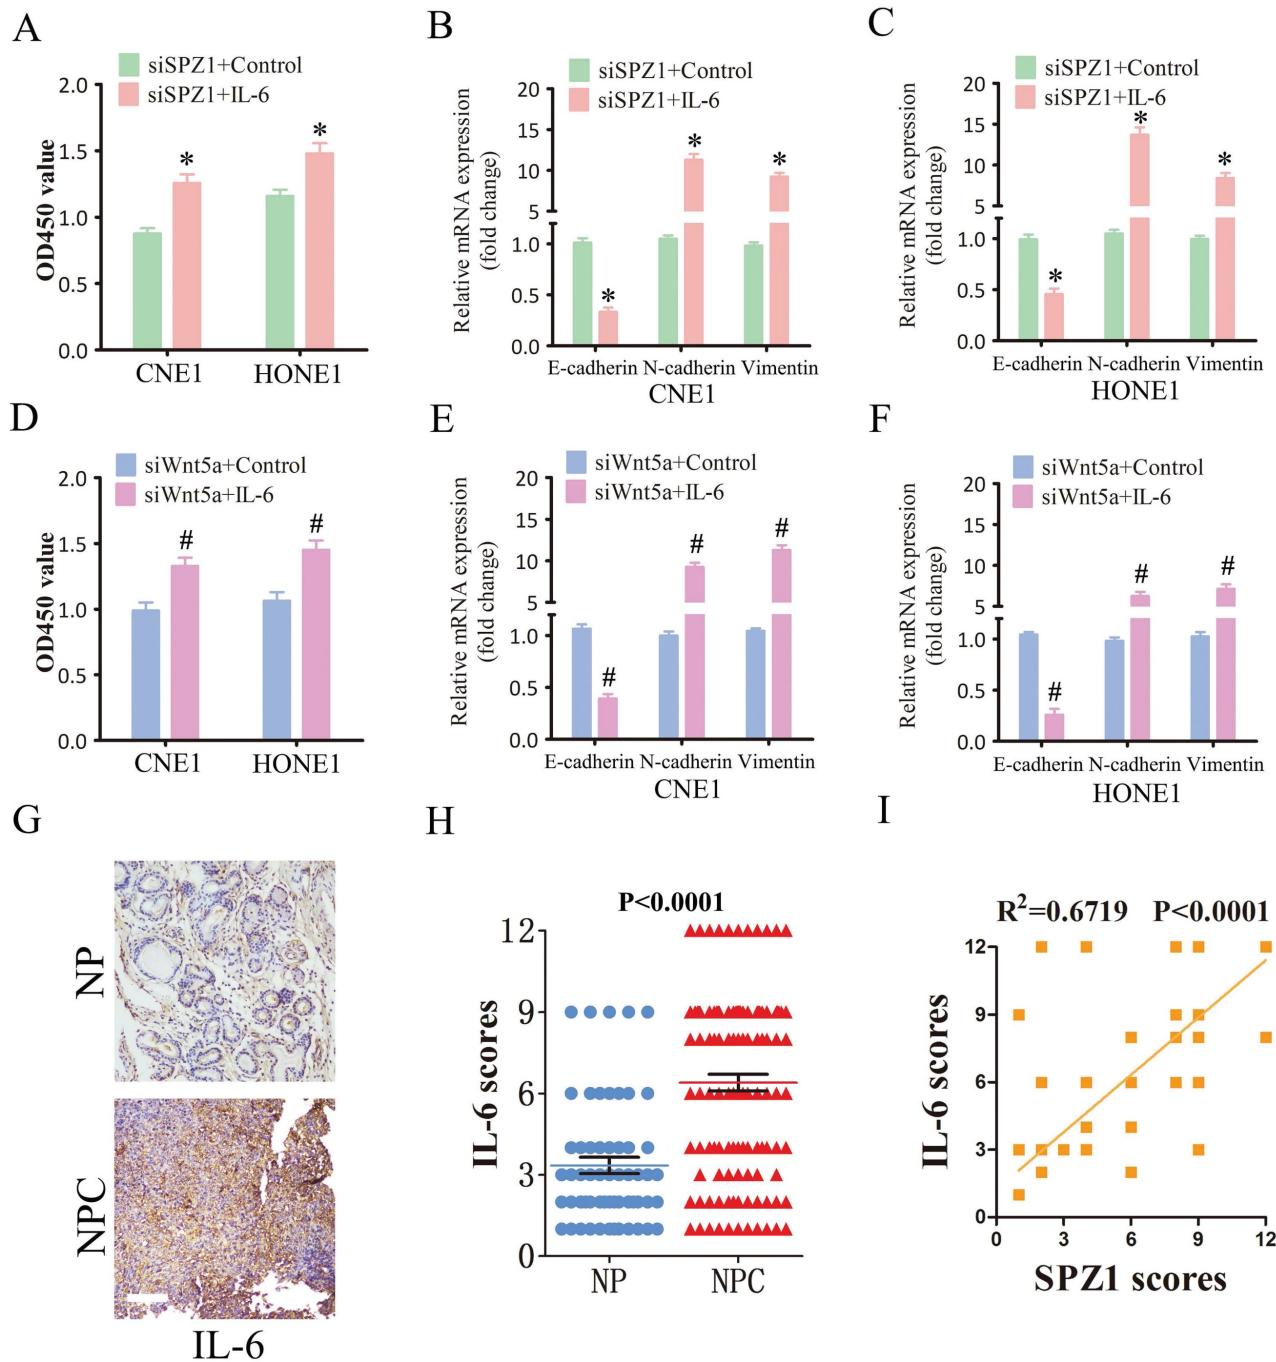 A
siSPZ1+Control
siSPZ1+IL-6
OD450 value
2.0
1.5
1.0
0.5
0.0
*
*
CNE1
HONE1
B
siSPZ1+Control
siSPZ1+IL-6
Relative mRNA expression
(fold change)
20
15
10
5
1.0
0.5
0.0
*
*
*
E-cadherin N-cadherin Vimentin
CNE1
C
siSPZ1+Control
siSPZ1+IL-6
Relative mRNA expression
(fold change)
20
15
10
5
1.0
0.5
0.0
*
*
*
E-cadherin N-cadherin Vimentin
HONE1
D
siWnt5a+Control
siWnt5a+IL-6
OD450 value
2.0
1.5
1.0
0.5
0.0
#
#
CNE1
HONE1
E
siWnt5a+Control
siWnt5a+IL-6
Relative mRNA expression
(fold change)
20
15
10
5
1.0
0.5
0.0
#
#
#
E-cadherin N-cadherin Vimentin
CNE1
F
siWnt5a+Control
siWnt5a+IL-6
Relative mRNA expression
(fold change)
20
15
10
5
1.0
0.5
0.0
#
#
#
E-cadherin N-cadherin Vimentin
HONE1
G
NP
NPC
IL-6
H
P<0.0001
IL-6 scores
12
9
6
3
0
NP
NPC
I
R²=0.6719 P<0.0001
IL-6 scores
12
9
6
3
0
0 3 6 9 12
SPZ1 scores